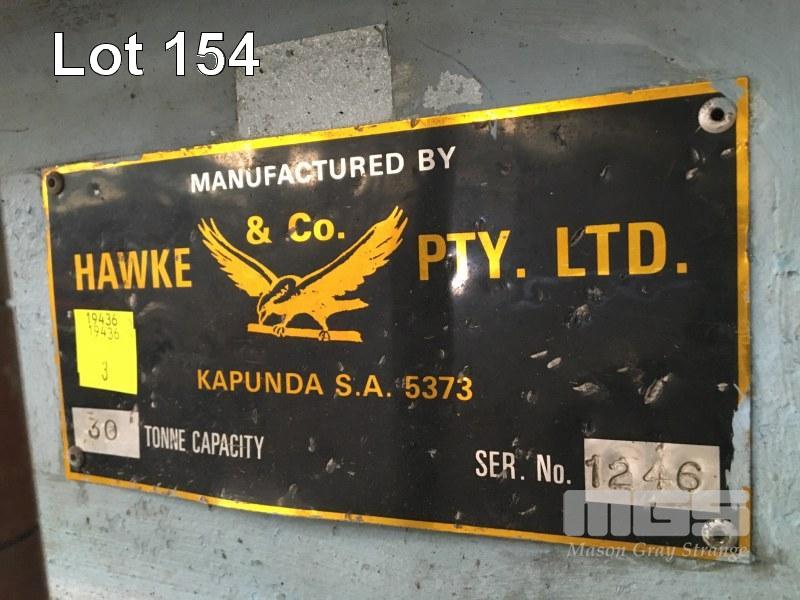 Lot 154
MANUFACTURED BY
HAWKE & Co. PTY. LTD.
19436
19436
3
KAPUNDA S.A. 5373
30 TONNE CAPACITY
SER. No. 1246
MGS
Mason Gray Strange